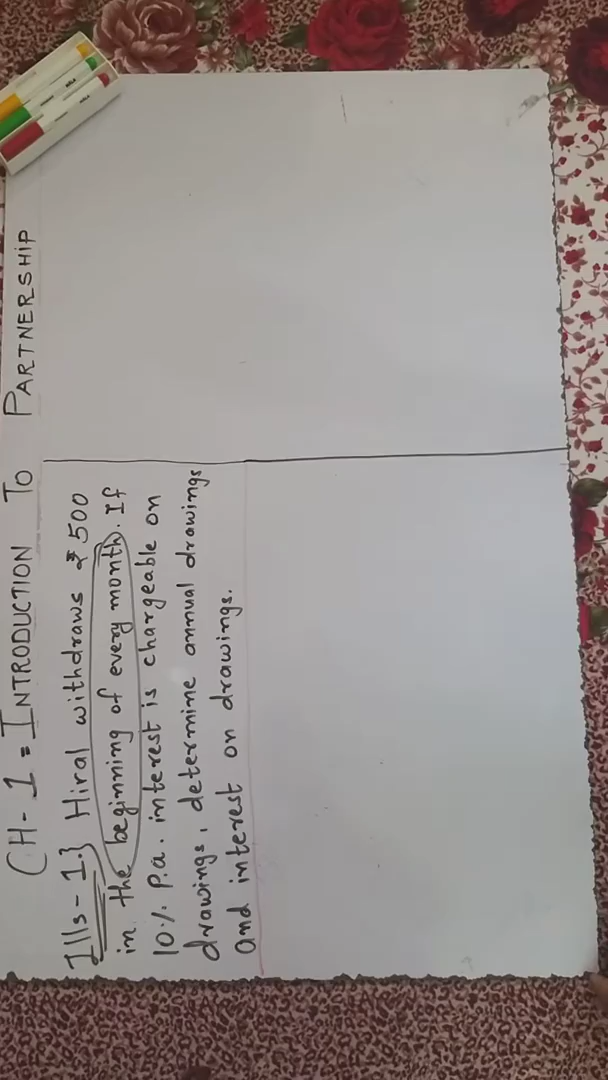 CH-1 = INTRODUCTION TO PARTNERSHIP
Ills-1.} Hiral withdraws ₹ 500
in the beginning of every month. If
10% p.a. interest is chargeable on
drawings, determine annual drawings
and interest on drawings.